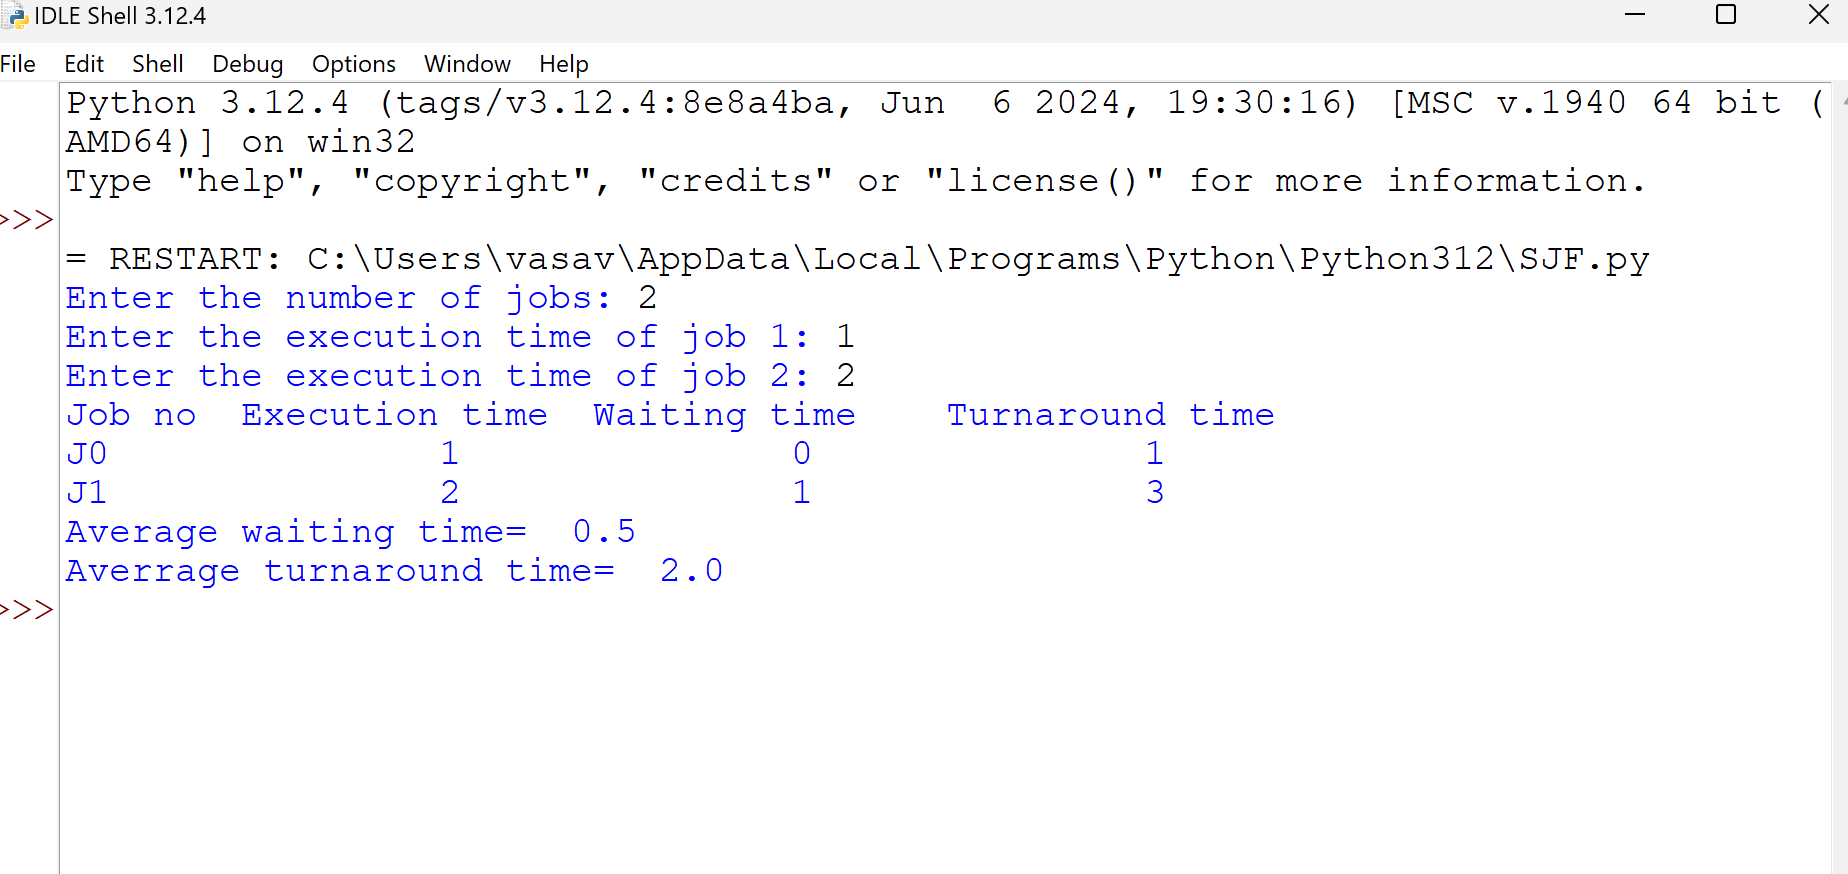 IDLE Shell 3.12.4
File Edit Shell Debug Options Window Help
Python 3.12.4 (tags/v3.12.4:8e8a4ba, Jun  6 2024, 19:30:16) [MSC v.1940 64 bit (
AMD64)] on win32
Type "help", "copyright", "credits" or "license()" for more information.
>>>
= RESTART: C:\Users\vasav\AppData\Local\Programs\Python\Python312\SJF.py
Enter the number of jobs: 2
Enter the execution time of job 1: 1
Enter the execution time of job 2: 2
Job no  Execution time  Waiting time    Turnaround time
J0               1               0               1
J1               2               1               3
Average waiting time=  0.5
Averrage turnaround time=  2.0
>>>